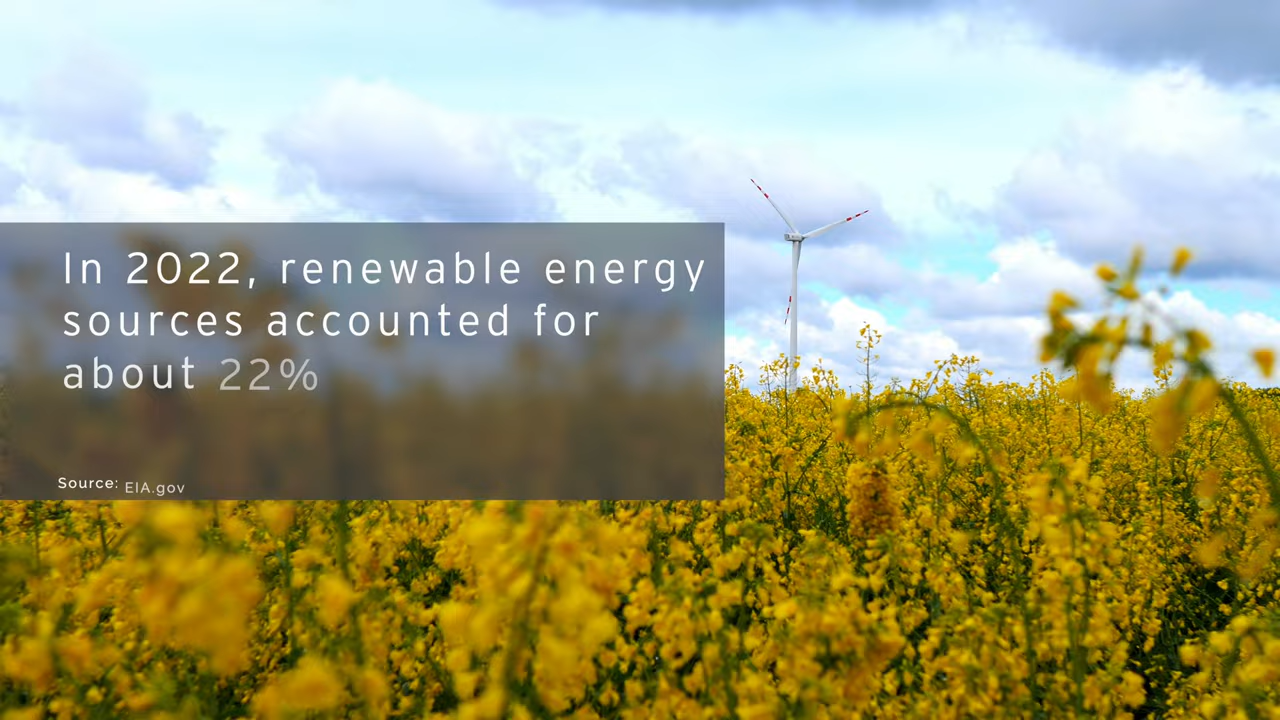 In 2022, renewable energy
sources accounted for
about 22%
Source: EIA.gov